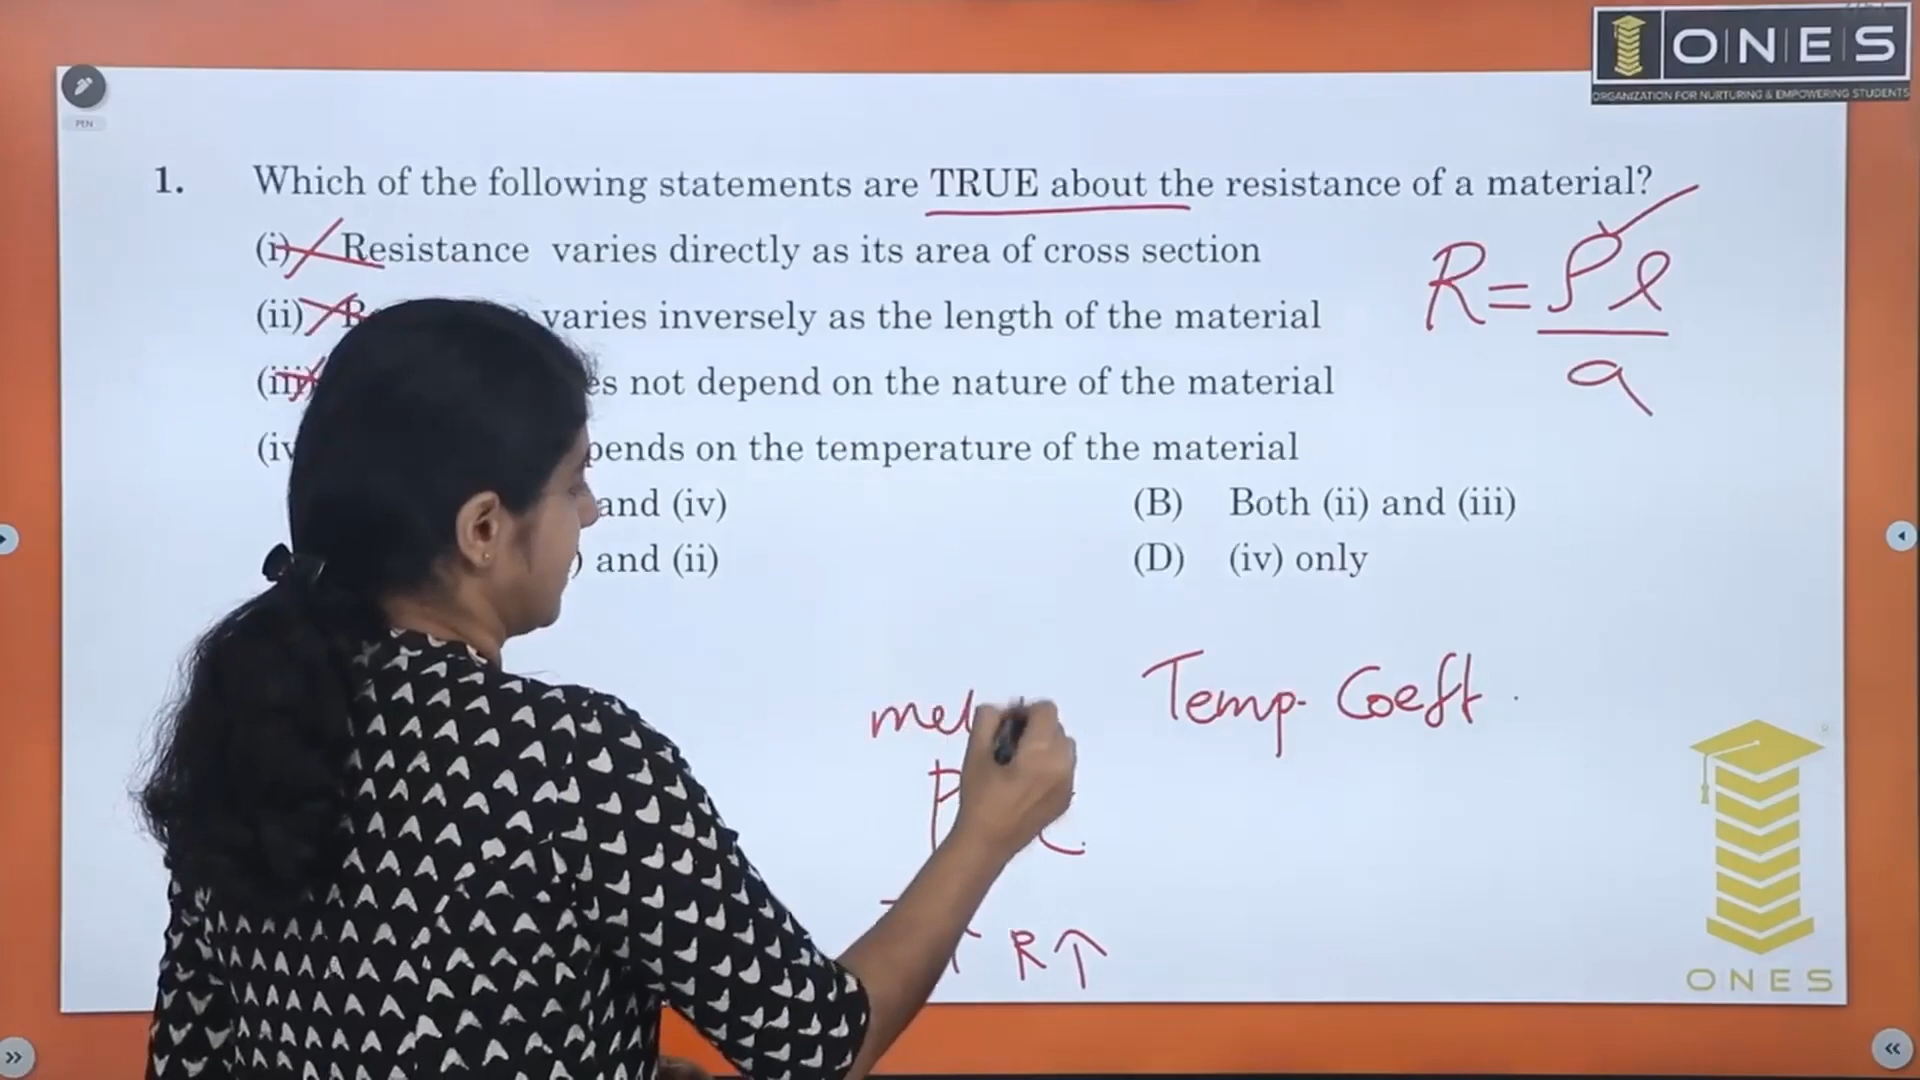 ONES
ORGANIZATION FOR NURTURING & EMPOWERING STUDENTS
PEN
1. Which of the following statements are TRUE about the resistance of a material?
(i) Resistance varies directly as its area of cross section
(ii) varies inversely as the length of the material
(iii) not depend on the nature of the material
on the temperature of the material
and (iv)
(B) Both (ii) and (iii)
and (ii)
(D) (iv) only
R = ρl
a
Temp. Coeft.
R↑
ONES